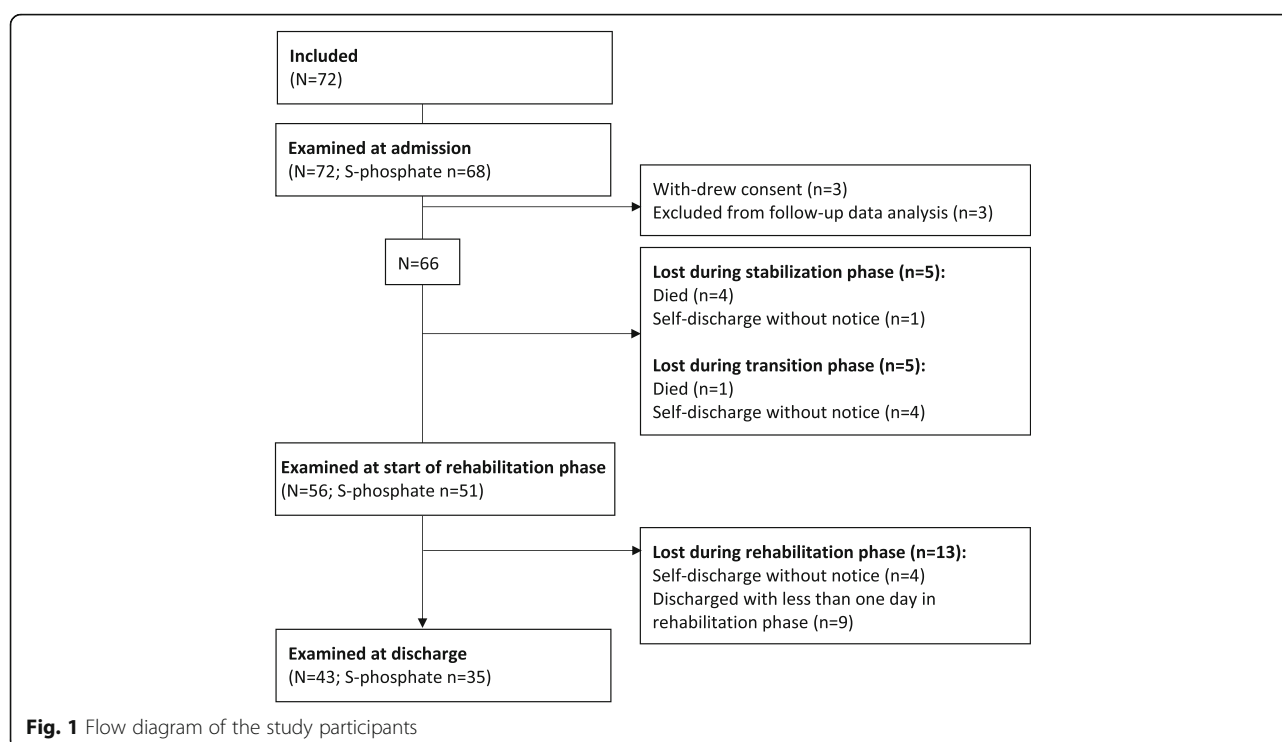 Included
(N=72)
Examined at admission
(N=72; S-phosphate n=68)
With-drew consent (n=3)
Excluded from follow-up data analysis (n=3)
N=66
Lost during stabilization phase (n=5):
Died (n=4)
Self-discharge without notice (n=1)
Lost during transition phase (n=5):
Died (n=1)
Self-discharge without notice (n=4)
Examined at start of rehabilitation phase
(N=56; S-phosphate n=51)
Lost during rehabilitation phase (n=13):
Self-discharge without notice (n=4)
Discharged with less than one day in
rehabilitation phase (n=9)
Examined at discharge
(N=43; S-phosphate n=35)
Fig. 1 Flow diagram of the study participants